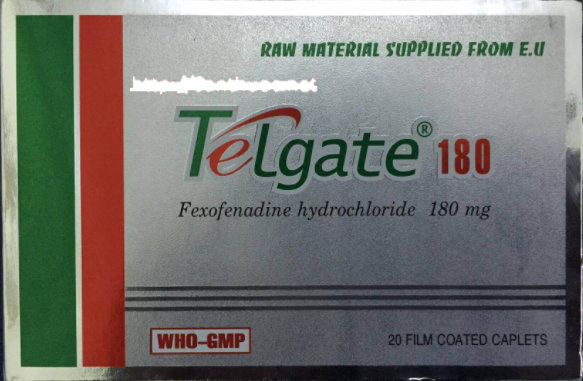 RAW MATERIAL SUPPLIED FROM E.U
Telgate® 180
Fexofenadine hydrochloride 180 mg
WHO-GMP
20 FILM COATED CAPLETS